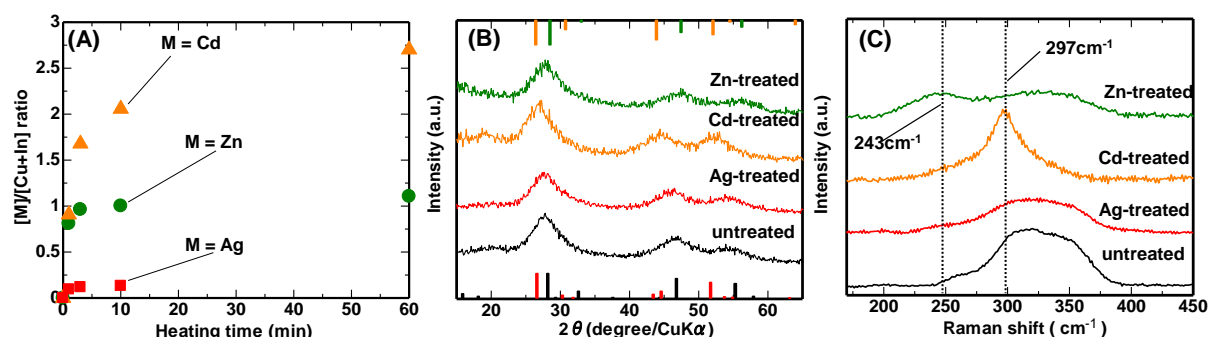 (A)
[M]/[Cu+In] ratio
3
2.5
2
1.5
1
0.5
0
M = Cd
M = Zn
M = Ag
0 10 20 30 40 50 60
Heating time (min)
(B)
Intensity (a.u.)
Zn-treated
Cd-treated
Ag-treated
untreated
20 30 40 50 60
2θ(degree/CuKα)
(C)
Intensity (a.u.)
297cm⁻¹
Zn-treated
243cm⁻¹
Cd-treated
Ag-treated
untreated
200 250 300 350 400 450
Raman shift ( cm⁻¹)